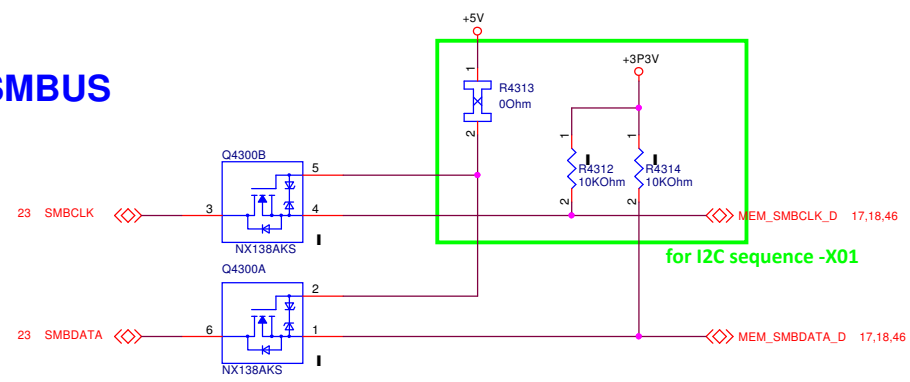 +5V
+3P3V
SMBUS
R4313
0Ohm
1
2
Q4300B
5
3
4
NX138AKS
23 SMBCLK
1
1
R4312
10KOhm
R4314
10KOhm
2
2
MEM_SMBCLK_D 17,18,46
for I2C sequence -X01
Q4300A
2
6
1
NX138AKS
23 SMBDATA
MEM_SMBDATA_D 17,18,46